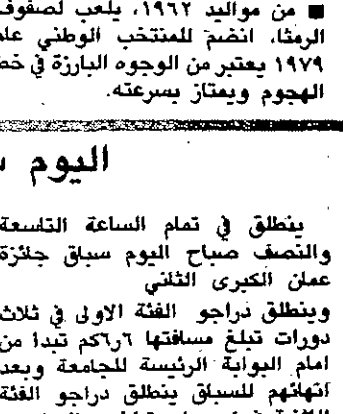 ■ من مواليد ١٩٦٢، يلعب لصفوف
الرمثا. انضم للمنتخب الوطني عام
١٩٧٩ يعتبر من الوجوه البارزة في خط
الهجوم ويمتاز بسرعته.
اليوم
ينطلق في تمام الساعة التاسعة
والنصف صباح اليوم سباق جائزة
عمان الكبرى الثاني
وينطلق دراجو الفئة الاولى في ثلاث
دورات تبلغ مسافتها ٦ر٦كم تبدا من
امام البوابة الرئيسة للجامعة وبعد
انتهائهم للسباق ينطلق دراجو الفئة